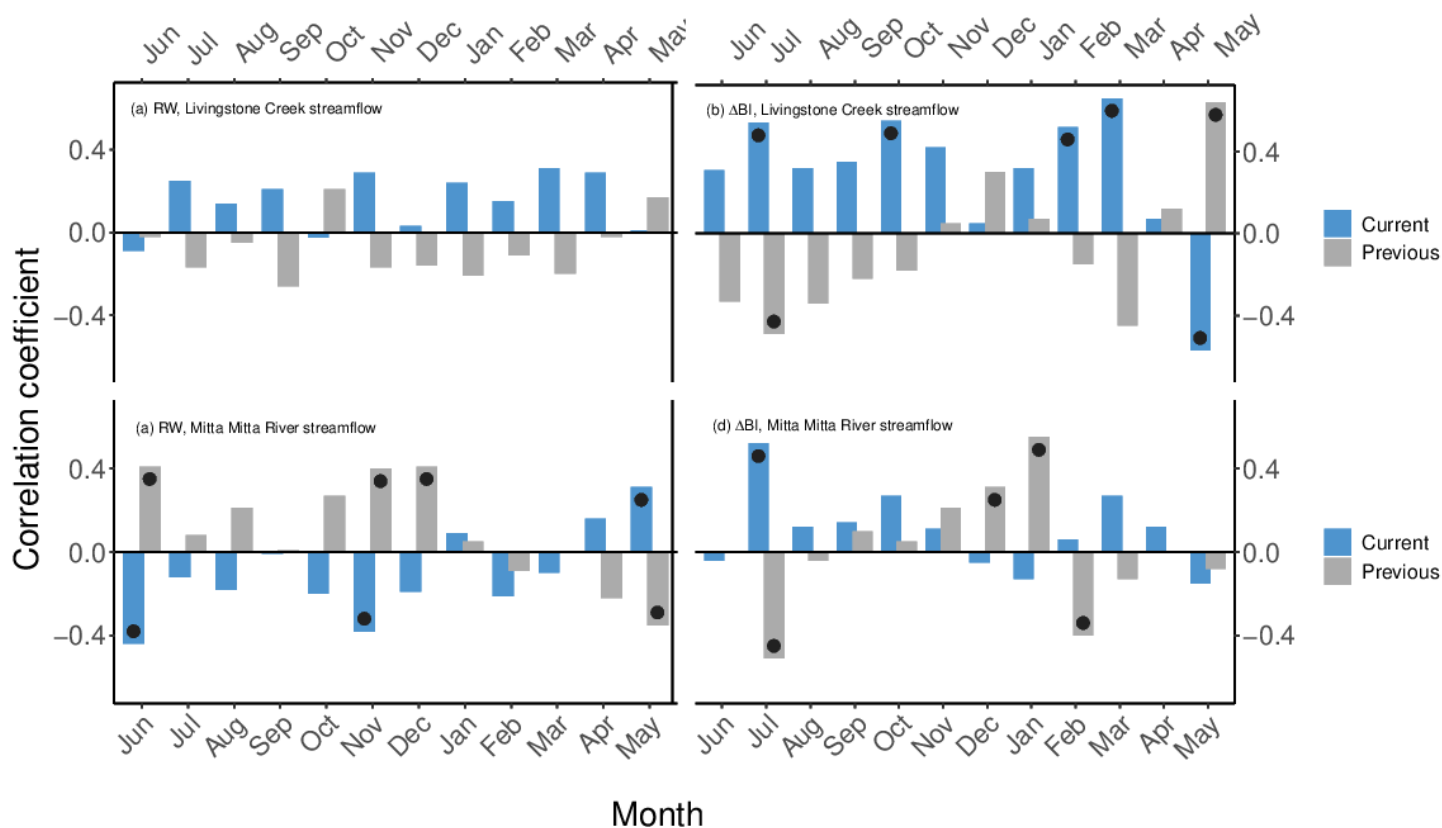 Jun Jul Aug Sep Oct Nov Dec Jan Feb Mar Apr May
Jun Jul Aug Sep Oct Nov Dec Jan Feb Mar Apr May
(a) RW, Livingstone Creek streamflow
(b) ΔBI, Livingstone Creek streamflow
0.4
0.0
−0.4
0.4
0.0
−0.4
Current
Previous
Correlation coefficient
(a) RW, Mitta Mitta River streamflow
(d) ΔBI, Mitta Mitta River streamflow
0.4
0.0
−0.4
0.4
0.0
−0.4
Current
Previous
Jun Jul Aug Sep Oct Nov Dec Jan Feb Mar Apr May
Jun Jul Aug Sep Oct Nov Dec Jan Feb Mar Apr May
Month